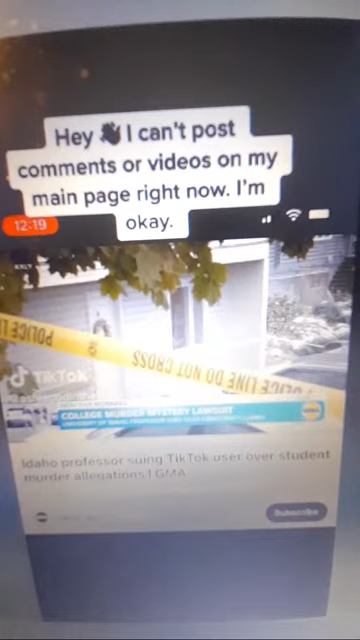 Hey 👋🏿 I can't post
comments or videos on my
main page right now. I'm
okay.
12:19
POLICE LI
POLICE LINE DO NOT CROSS
TikTok
COLLEGE MURDER MYSTERY LAWSUIT
Idaho professor suing TikTok user over student
murder allegations | GMA
Subscribe